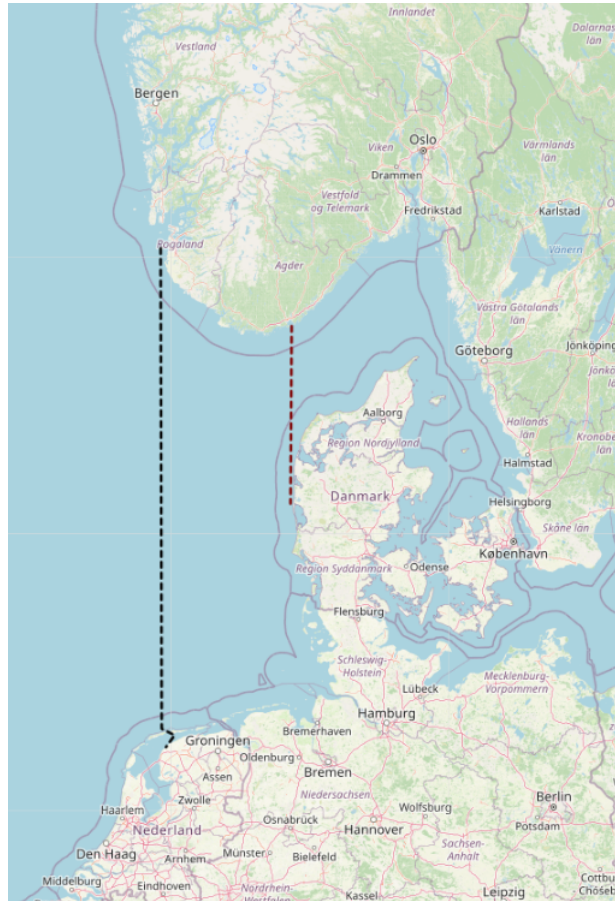 Innlandet
Dalarnas
län
Vestland
Bergen
Oslo
Viken
Värmlands
län
Drammen
Vestfold
og Telemark
Fredrikstad
Karlstad
Rogaland
Vänern
Agder
Västra Götalands
län
Göteborg
Jönköping
Aalborg
Hallands
län
Region Nordjylland
Halmstad
Danmark
Helsingborg
Skåne län
København
Odense
Region Syddanmark
Flensburg
Schleswig-
Holstein
Mecklenburg-
Vorpommern
Lübeck
Hamburg
Bremerhaven
Groningen
Oldenburg
Bremen
Assen
Niedersachsen
Berlin
Haarlem
Zwolle
Wolfsburg
Potsdam
Nederland
Osnabrück
Hannover
Den Haag
Arnhem
Münster
Bielefeld
Sachsen-
Anhalt
Middelburg
Eindhoven
Nordrhein-
Kassel
Leipzig